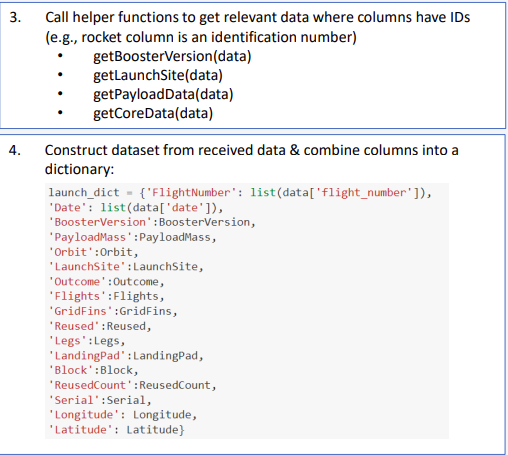 3. Call helper functions to get relevant data where columns have IDs
(e.g., rocket column is an identification number)
• getBoosterVersion(data)
• getLaunchSite(data)
• getPayloadData(data)
• getCoreData(data)
4. Construct dataset from received data & combine columns into a
dictionary:
launch_dict = {'FlightNumber': list(data['flight_number']),
'Date': list(data['date']),
'BoosterVersion':BoosterVersion,
'PayloadMass':PayloadMass,
'Orbit':Orbit,
'LaunchSite':LaunchSite,
'Outcome':Outcome,
'Flights':Flights,
'GridFins':GridFins,
'Reused':Reused,
'Legs':Legs,
'LandingPad':LandingPad,
'Block':Block,
'ReusedCount':ReusedCount,
'Serial':Serial,
'Longitude': Longitude,
'Latitude': Latitude}